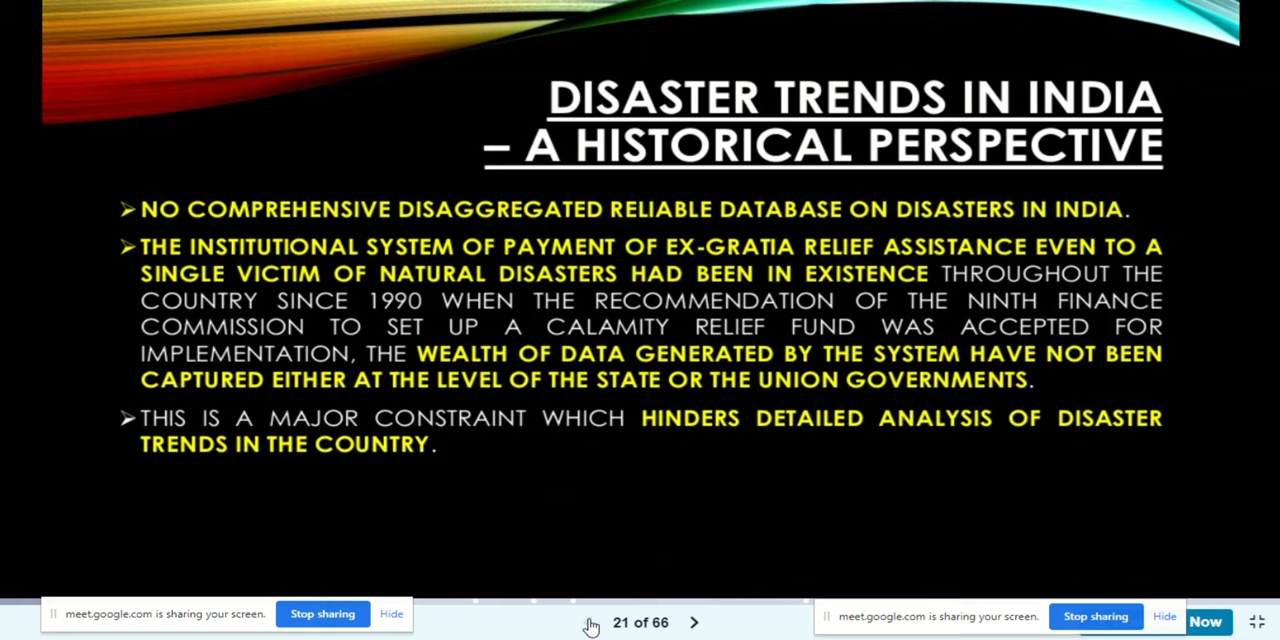 DISASTER TRENDS IN INDIA
– A HISTORICAL PERSPECTIVE
➢ NO COMPREHENSIVE DISAGGREGATED RELIABLE DATABASE ON DISASTERS IN INDIA.
➢ THE INSTITUTIONAL SYSTEM OF PAYMENT OF EX-GRATIA RELIEF ASSISTANCE EVEN TO A
SINGLE VICTIM OF NATURAL DISASTERS HAD BEEN IN EXISTENCE THROUGHOUT THE
COUNTRY SINCE 1990 WHEN THE RECOMMENDATION OF THE NINTH FINANCE
COMMISSION TO SET UP A CALAMITY RELIEF FUND WAS ACCEPTED FOR
IMPLEMENTATION, THE WEALTH OF DATA GENERATED BY THE SYSTEM HAVE NOT BEEN
CAPTURED EITHER AT THE LEVEL OF THE STATE OR THE UNION GOVERNMENTS.
➢ THIS IS A MAJOR CONSTRAINT WHICH HINDERS DETAILED ANALYSIS OF DISASTER
TRENDS IN THE COUNTRY.
meet.google.com is sharing your screen. Stop sharing Hide
21 of 66
meet.google.com is sharing your screen. Stop sharing Hide
Now